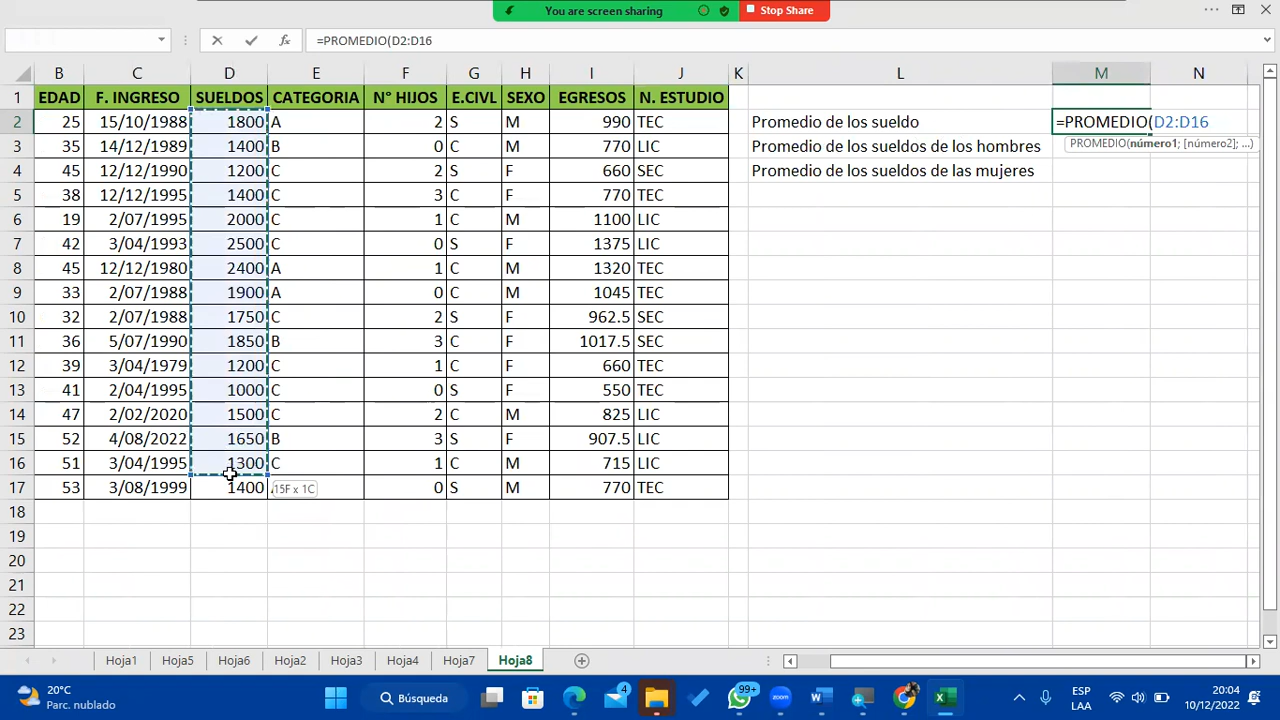 You are screen sharing Stop Share
=PROMEDIO(D2:D16
B C D E F G H I J K L M N
1 EDAD F. INGRESO SUELDOS CATEGORIA N° HIJOS E.CIVL SEXO EGRESOS N. ESTUDIO
2 25 15/10/1988 1800 A 2 S M 990 TEC Promedio de los sueldo =PROMEDIO(D2:D16
3 35 14/12/1989 1400 B 0 C M 770 LIC Promedio de los sueldos de los hombres PROMEDIO(número1; [número2]; ...)
4 45 12/12/1990 1200 C 2 S F 660 SEC Promedio de los sueldos de las mujeres
5 38 12/12/1995 1400 C 3 C F 770 TEC
6 19 2/07/1995 2000 C 1 C M 1100 LIC
7 42 3/04/1993 2500 C 0 S F 1375 LIC
8 45 12/12/1980 2400 A 1 C M 1320 TEC
9 33 2/07/1988 1900 A 0 C M 1045 TEC
10 32 2/07/1988 1750 C 2 S F 962.5 SEC
11 36 5/07/1990 1850 B 3 C F 1017.5 SEC
12 39 3/04/1979 1200 C 1 C F 660 TEC
13 41 2/04/1995 1000 C 0 S F 550 TEC
14 47 2/02/2020 1500 C 2 C M 825 LIC
15 52 4/08/2022 1650 B 3 S F 907.5 LIC
16 51 3/04/1995 1300 C 1 C M 715 LIC
17 53 3/08/1999 1400 15F x 1C 0 S M 770 TEC
18
19
20
21
22
23
Hoja1 Hoja5 Hoja6 Hoja2 Hoja3 Hoja4 Hoja7 Hoja8
20°C
Parc. nublado
Búsqueda
4
99+
ESP
LAA
20:04
10/12/2022